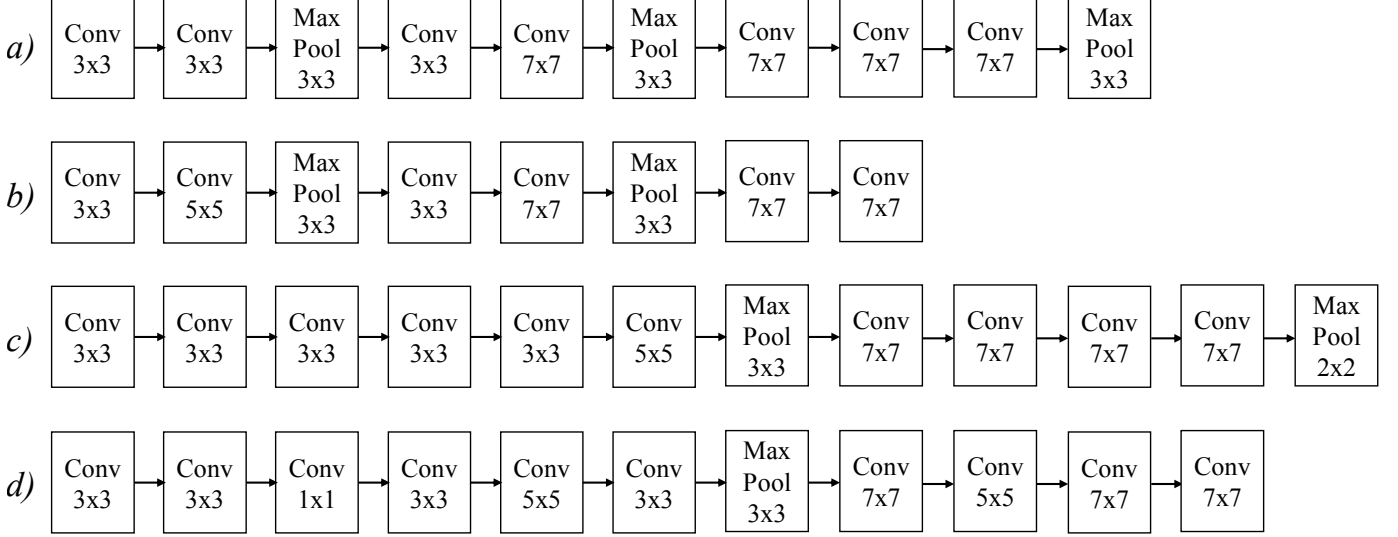 a)
Conv
3x3
Conv
3x3
Max
Pool
3x3
Conv
3x3
Conv
7x7
Max
Pool
3x3
Conv
7x7
Conv
7x7
Conv
7x7
Max
Pool
3x3
b)
Conv
3x3
Conv
5x5
Max
Pool
3x3
Conv
3x3
Conv
7x7
Max
Pool
3x3
Conv
7x7
Conv
7x7
c)
Conv
3x3
Conv
3x3
Conv
3x3
Conv
3x3
Conv
3x3
Conv
5x5
Max
Pool
3x3
Conv
7x7
Conv
7x7
Conv
7x7
Conv
7x7
Max
Pool
2x2
d)
Conv
3x3
Conv
3x3
Conv
1x1
Conv
3x3
Conv
5x5
Conv
3x3
Max
Pool
3x3
Conv
7x7
Conv
5x5
Conv
7x7
Conv
7x7